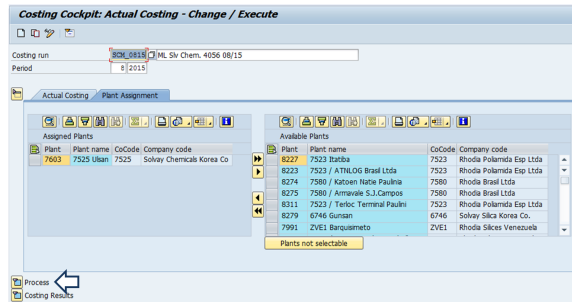 Costing Cockpit: Actual Costing - Change / Execute
Costing run SCM_0815 ML Slv Chem. 4056 08/15
Period 8 2015
Actual Costing Plant Assignment
Assigned Plants
Plant Plant name CoCode Company code
7603 7525 Ulsan 7525 Solvay Chemicals Korea Co
Available Plants
Plant Plant name CoCode Company code
8227 7523 Itatiba 7523 Rhodia Poliamida Esp Ltda
8223 7523 / ATNLOG Brasil Ltda 7523 Rhodia Poliamida Esp Ltda
8274 7580 / Katoen Natie Paulinia 7580 Rhodia Brasil Ltda
8275 7580 / Armavale S.J.Campos 7580 Rhodia Brasil Ltda
8311 7523 / Terloc Terminal Paulini 7523 Rhodia Poliamida Esp Ltda
8279 6746 Gunsan 6746 Solvay Silica Korea Co.
7991 ZVE1 Barquisimeto ZVE1 Rhodia Silices Venezuela
Plants not selectable
Process
Costing Results